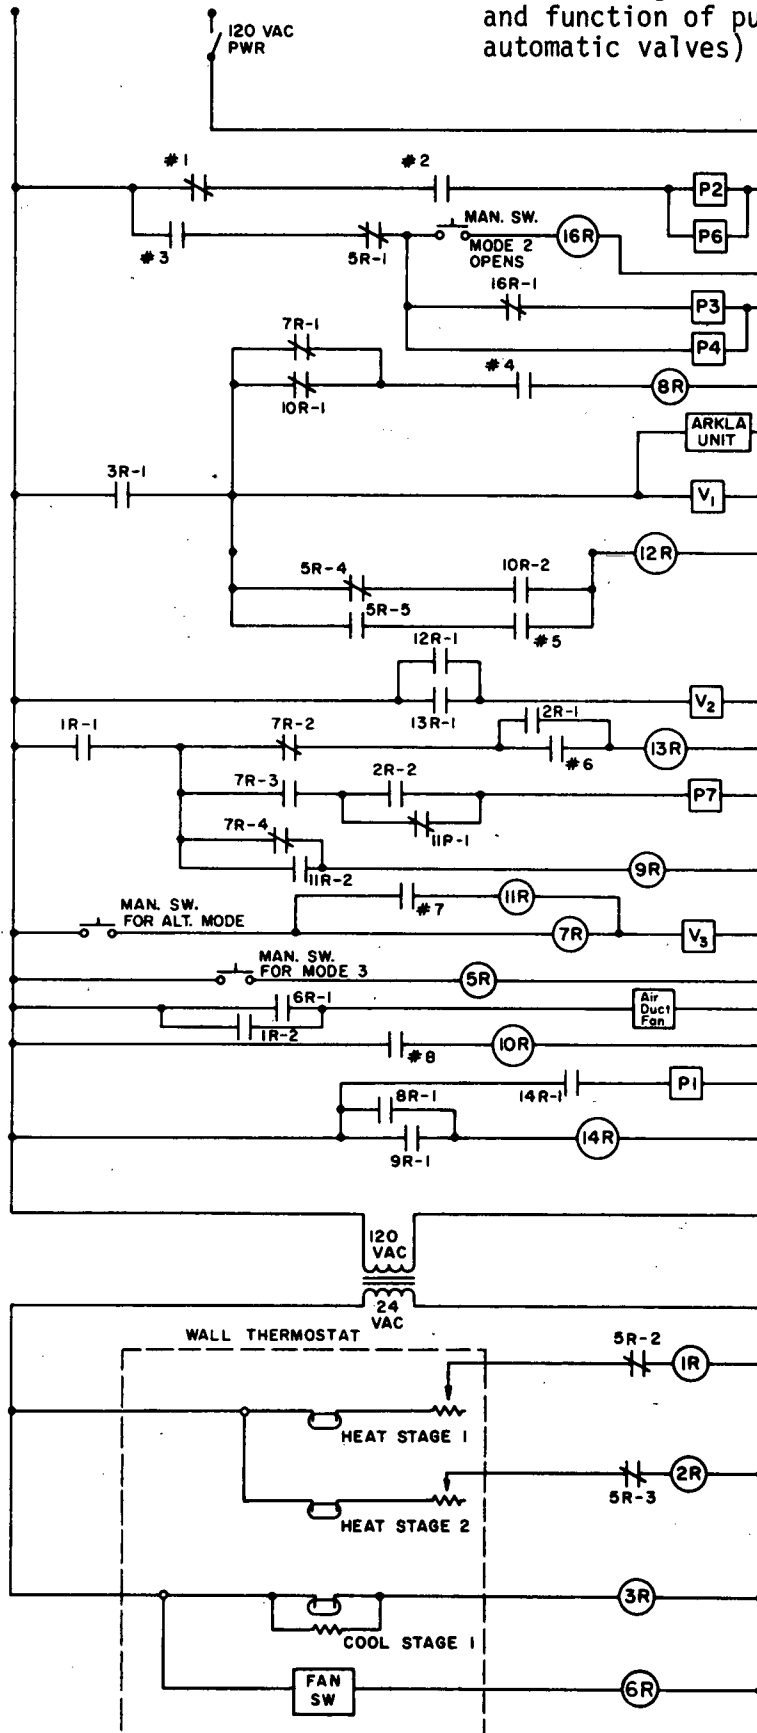 and function of pu
automatic valves)
120 VAC
PWR
#1
#2
P2
MAN. SW.
P6
#3
5R-1
MODE 2
OPENS
16R
16R-1
P3
7R-1
P4
10R-1
#4
8R
ARKLA
UNIT
3R-1
V1
12R
5R-4
10R-2
5R-5
#5
12R-1
13R-1
V2
1R-1
7R-2
2R-1
#6
13R
7R-3
2R-2
P7
11R-1
7R-4
11R-2
9R
MAN. SW.
FOR ALT. MODE
#7
11R
7R
V3
MAN. SW.
FOR MODE 3
5R
6R-1
Air
Duct
Fan
1R-2
#8
10R
14R-1
P1
8R-1
9R-1
14R
120
VAC
24
VAC
WALL THERMOSTAT
5R-2
1R
HEAT STAGE 1
2R
5R-3
HEAT STAGE 2
3R
COOL STAGE 1
FAN
SW
6R